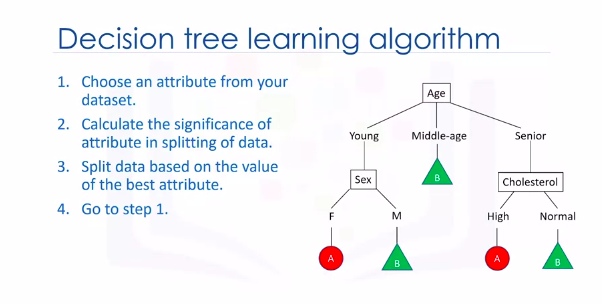 Decision tree learning algorithm
1. Choose an attribute from your
dataset.
2. Calculate the significance of
attribute in splitting of data.
3. Split data based on the value
of the best attribute.
4. Go to step 1.
Age
Young Middle-age Senior
Sex B Cholesterol
F M High Normal
A B A B